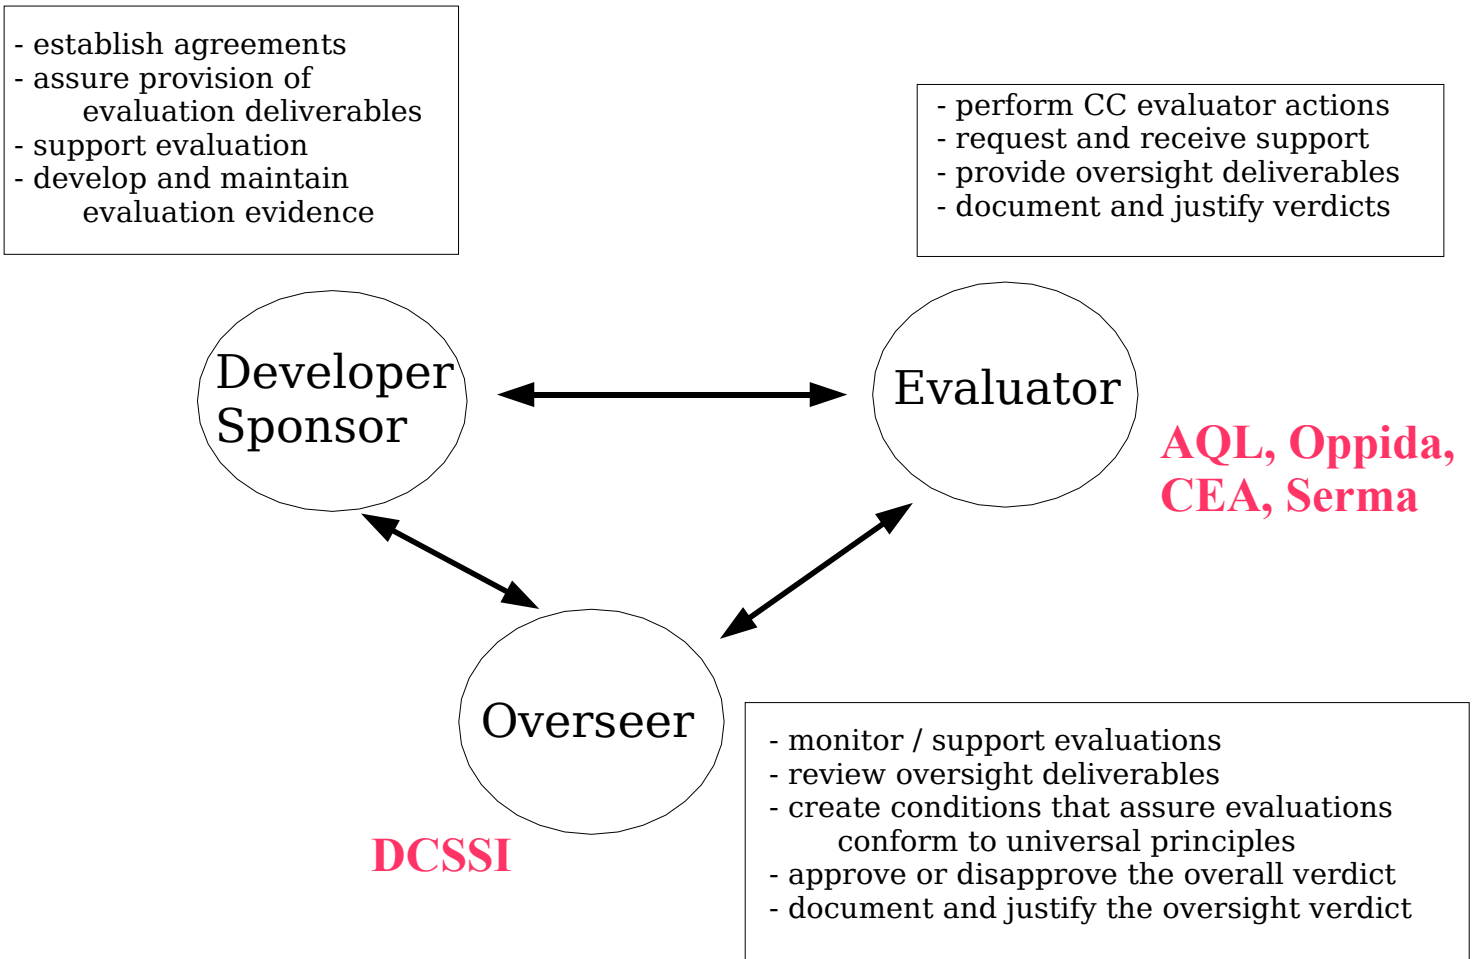 - establish agreements
- assure provision of
evaluation deliverables
- support evaluation
- develop and maintain
evaluation evidence
- perform CC evaluator actions
- request and receive support
- provide oversight deliverables
- document and justify verdicts
Developer
Sponsor
Evaluator
AQL, Oppida,
CEA, Serma
Overseer
DCSSI
- monitor / support evaluations
- review oversight deliverables
- create conditions that assure evaluations
conform to universal principles
- approve or disapprove the overall verdict
- document and justify the oversight verdict